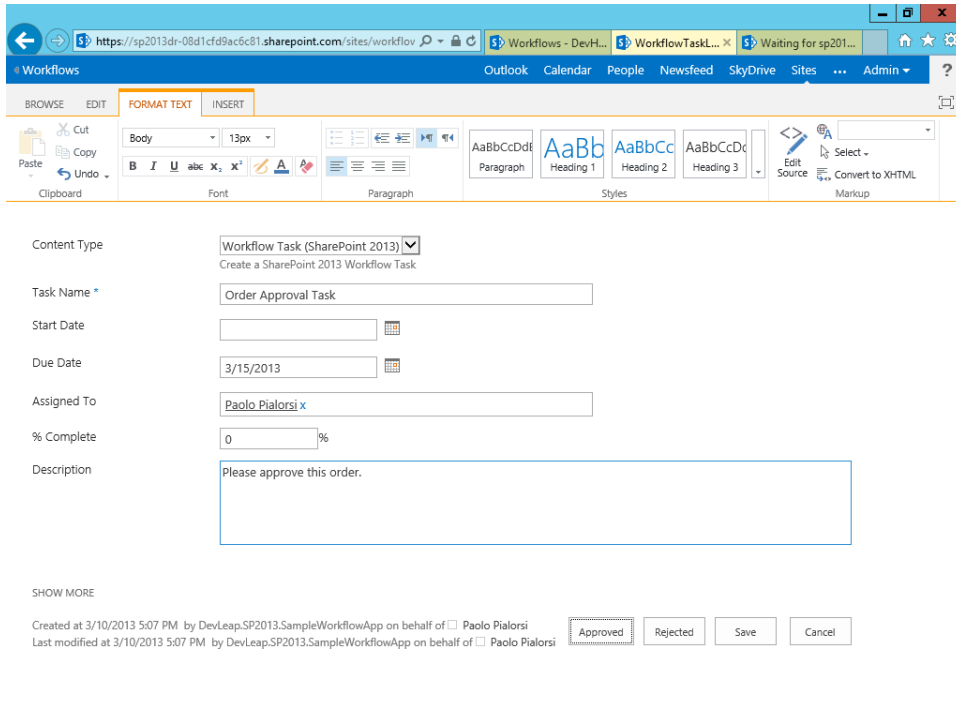 https://sp2013dr-08d1cfd9ac6c81.sharepoint.com/sites/workflov
Workflows - DevH...
WorkflowTaskL...
Waiting for sp201...
Workflows
Outlook Calendar People Newsfeed SkyDrive Sites ... Admin
?
BROWSE EDIT FORMAT TEXT INSERT
Paste
Cut
Copy
Undo
Clipboard
Body 13px
B I U abc X₂ X² A
Font
Paragraph
AaBbCcDdE AaBb AaBbCc AaBbCcDc
Paragraph Heading 1 Heading 2 Heading 3
Styles
Edit Source
Select
Convert to XHTML
Markup
Content Type
Workflow Task (SharePoint 2013)
Create a SharePoint 2013 Workflow Task
Task Name *
Order Approval Task
Start Date
Due Date
3/15/2013
Assigned To
Paolo Pialorsi x
% Complete
0 %
Description
Please approve this order.
SHOW MORE
Created at 3/10/2013 5:07 PM by DevLeap.SP2013.SampleWorkflowApp on behalf of Paolo Pialorsi
Last modified at 3/10/2013 5:07 PM by DevLeap.SP2013.SampleWorkflowApp on behalf of Paolo Pialorsi
Approved Rejected Save Cancel